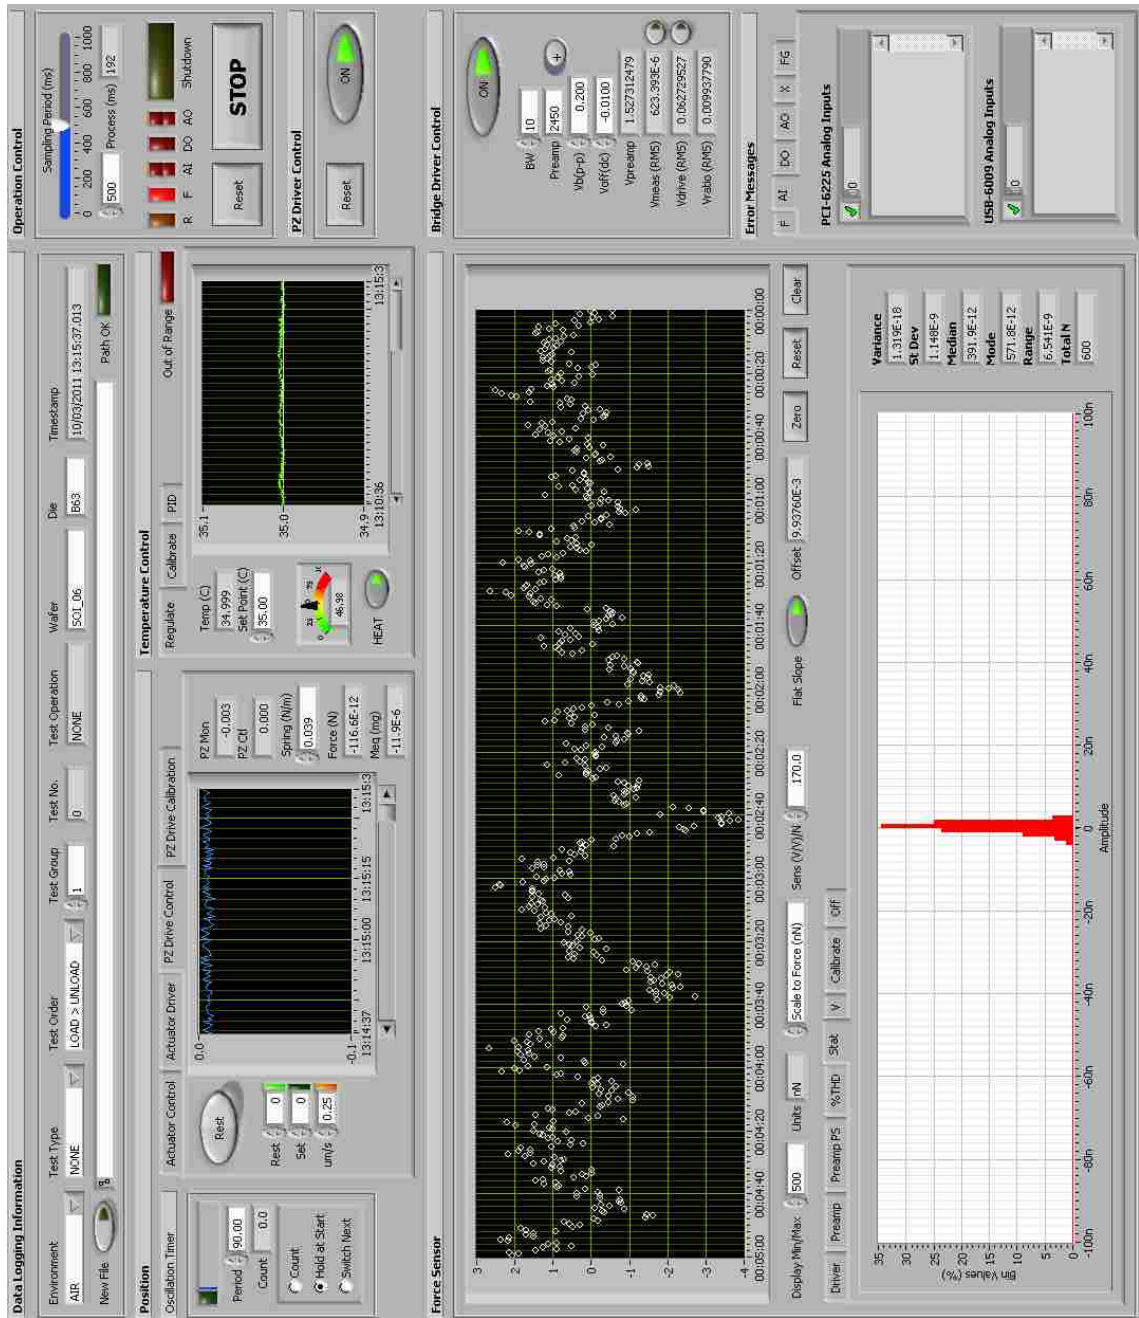 Data Logging Information
Environment
AIR
Test Type
NONE
Test Order
LOAD > UNLOAD
Test Group
1
Test No.
0
Test Operation
NONE
Wafer
SOI_06
Die
B63
Timestamp
10/03/2011 13:15:37.013
New File
Path OK
Operation Control
Sampling Period (ms)
0 200 400 600 800 1000
500
Process (ms)
192
R F AI DO AO
Shutdown
Reset
STOP
Position
Oscillation Timer
Period
90.00
Count
0.0
Count
Hold at Start
Switch Next
Actuator Control
Actuator Driver
PZ Drive Control
PZ Drive Calibration
Rest
Rest
0
Set
0
um/s
0.25
0.0
-0.1
13:14:37 13:15:00 13:15:15 13:15:3
PZ Mon
-0.003
PZ Ctl
0.000
Spring (N/m)
0.039
Force (N)
-116.6E-12
Meq (mg)
-11.9E-6
Temperature Control
Regulate
Calibrate
PID
Out of Range
Temp (C)
34.999
Set Point (C)
35.00
46.98
HEAT
35.1
35.0
34.9
13:10:36 13:15:3
PZ Driver Control
Reset
ON
Force Sensor
3
2
1
0
-1
-2
-3
-4
00:05:00 00:04:40 00:04:20 00:04:00 00:03:40 00:03:20 00:03:00 00:02:40 00:02:20 00:02:00 00:01:40 00:01:20 00:01:00 00:00:40 00:00:20 00:00:00
Display Min/Max
500
Units
nN
Scale to Force (nN)
Sens (V/V)/N
170.0
Flat Slope
Offset
9.93760E-3
Zero
Reset
Clear
Driver
Preamp
Preamp PS
%THD
Stat
V
Calibrate
Off
Bin Values (%)
35
30
25
20
15
10
5
0
-100n -80n -60n -40n -20n 0 20n 40n 60n 80n 100n
Amplitude
Variance
1.319E-18
St Dev
1.148E-9
Median
391.9E-12
Mode
571.8E-12
Range
6.541E-9
Total N
600
Bridge Driver Control
ON
BW
10
Preamp
2450
+
Vb(p-p)
0.200
Voff(dc)
-0.0100
Vpreamp
1.527312479
Vmeas (RMS)
623.393E-6
Vdrive (RMS)
0.062729527
Vratio (RMS)
0.009937790
Error Messages
F
AI
DO
AO
X
FG
PCI-6225 Analog Inputs
0
USB-6009 Analog Inputs
0